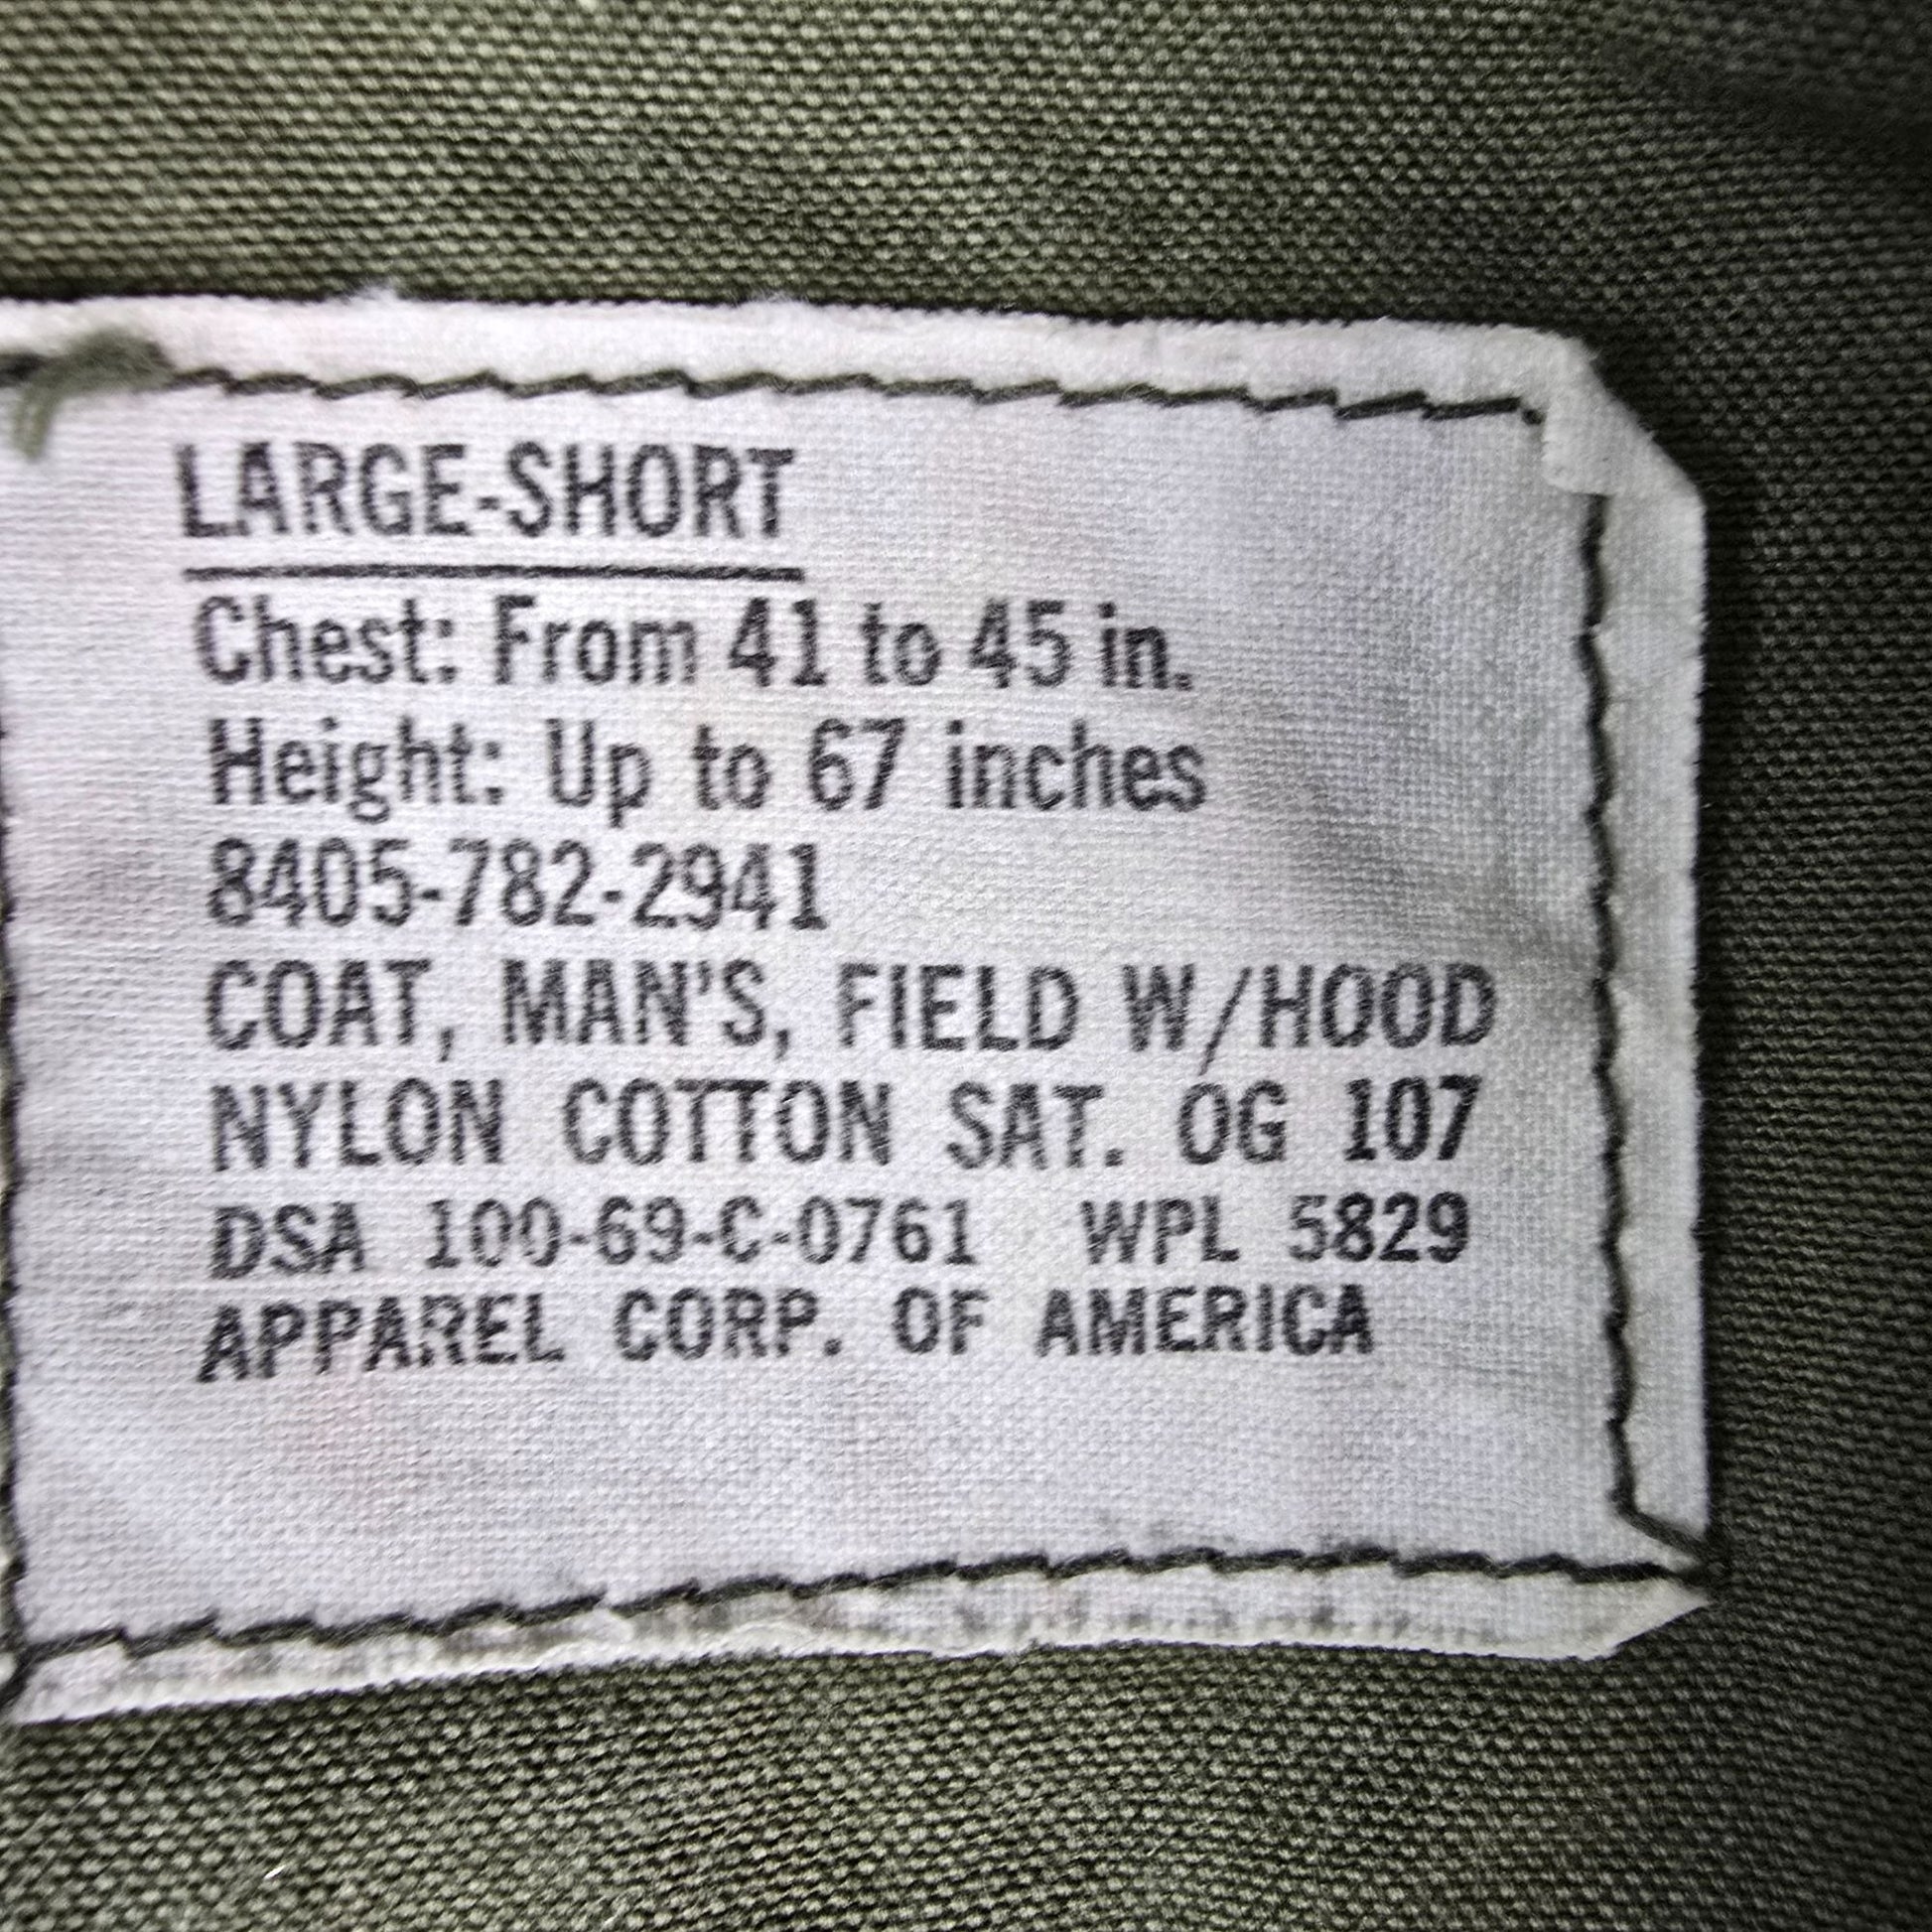 LARGE-SHORT
Chest: From 41 to 45 in.
Height: Up to 67 inches
8405-782-2941
COAT, MAN'S, FIELD W/HOOD
NYLON COTTON SAT. OG 107
DSA 100-69-C-0761 WPL 5829
APPAREL CORP. OF AMERICA